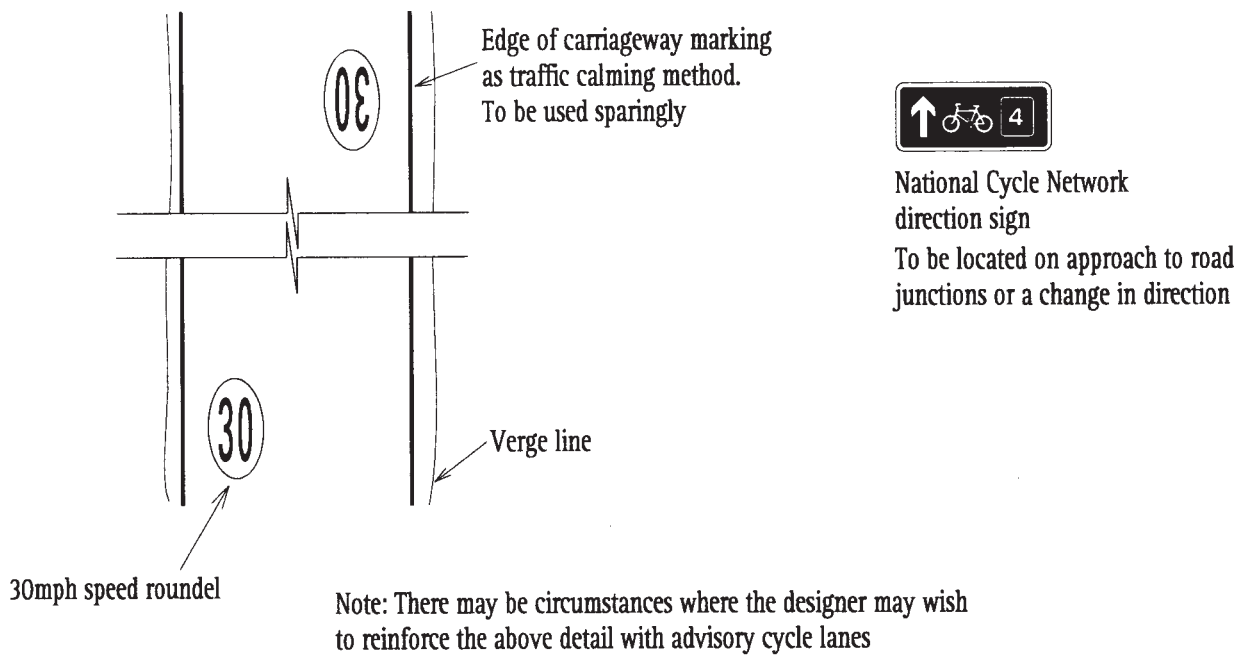 30
Edge of carriageway marking
as traffic calming method.
To be used sparingly
4
National Cycle Network
direction sign
To be located on approach to road
junctions or a change in direction
30
Verge line
30mph speed roundel
Note: There may be circumstances where the designer may wish
to reinforce the above detail with advisory cycle lanes